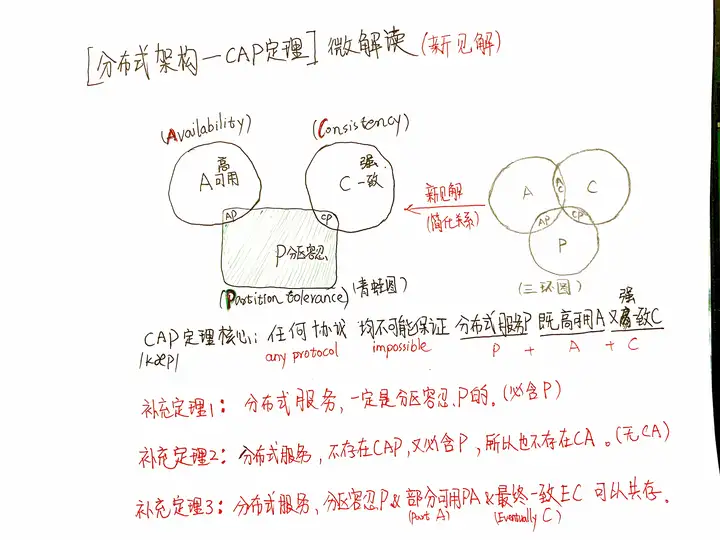 [分布式架构—CAP定理] 微解读 (新见解)
(Availability)
(Consistency)
高
A 可用
强
C 一致
AP
CP
P 分区容忍
(Partition tolerance) (青蛙图)
新见解
(简化关系)
A
C
AC
AP
CP
P
(三环图)
CAP定理核心: 任何协议 均不可能保证 分布式服务P 既高可用A 又强一致C
/kæp/ any protocol impossible P + A + C
补充定理1: 分布式服务, 一定是分区容忍P的。(必含P)
补充定理2: 分布式服务, 不存在CAP, 又必含P, 所以也不存在CA。(无CA)
补充定理3: 分布式服务, 分区容忍P & 部分可用PA & 最终一致EC 可以共存.
(Part A) (Eventually C)